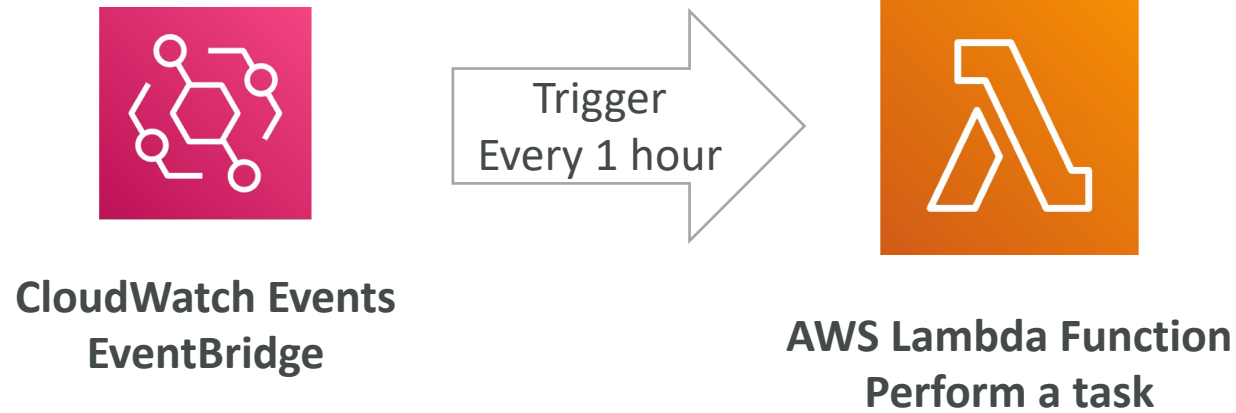 Trigger
Every 1 hour
CloudWatch Events
EventBridge
AWS Lambda Function
Perform a task